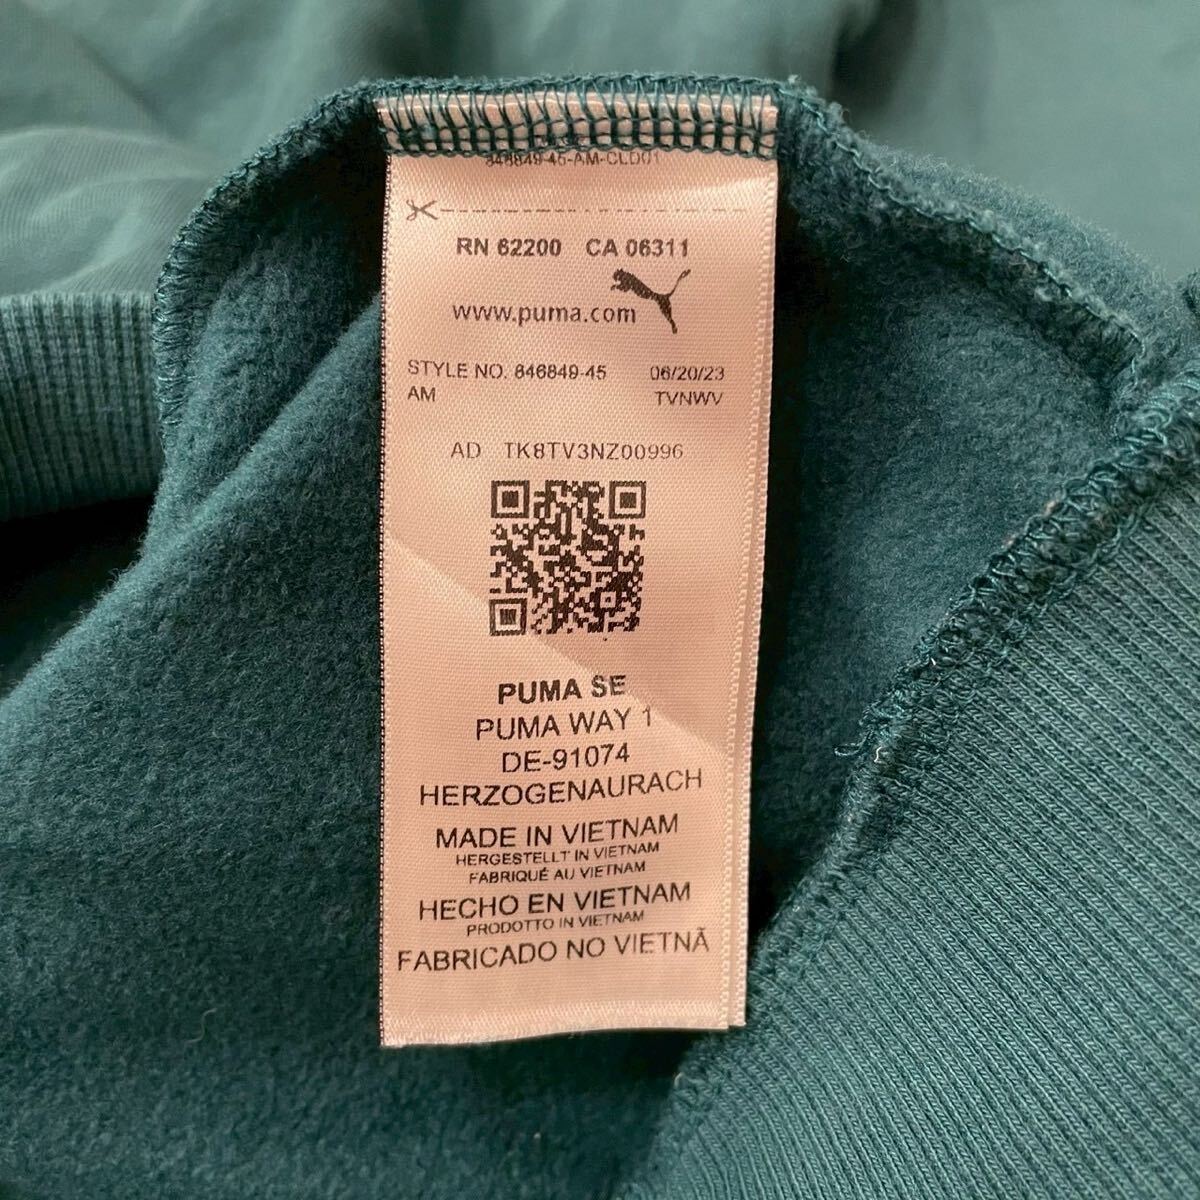 846849-45-AM-CLD01
RN 62200 CA 06311
www.puma.com
STYLE NO. 846849-45 06/20/23
AM TVNWV
AD TK8TV3NZ00996
PUMA SE
PUMA WAY 1
DE-91074
HERZOGENAURACH
MADE IN VIETNAM
HERGESTELLT IN VIETNAM
FABRIQUÉ AU VIETNAM
HECHO EN VIETNAM
PRODOTTO IN VIETNAM
FABRICADO NO VIETNÃ